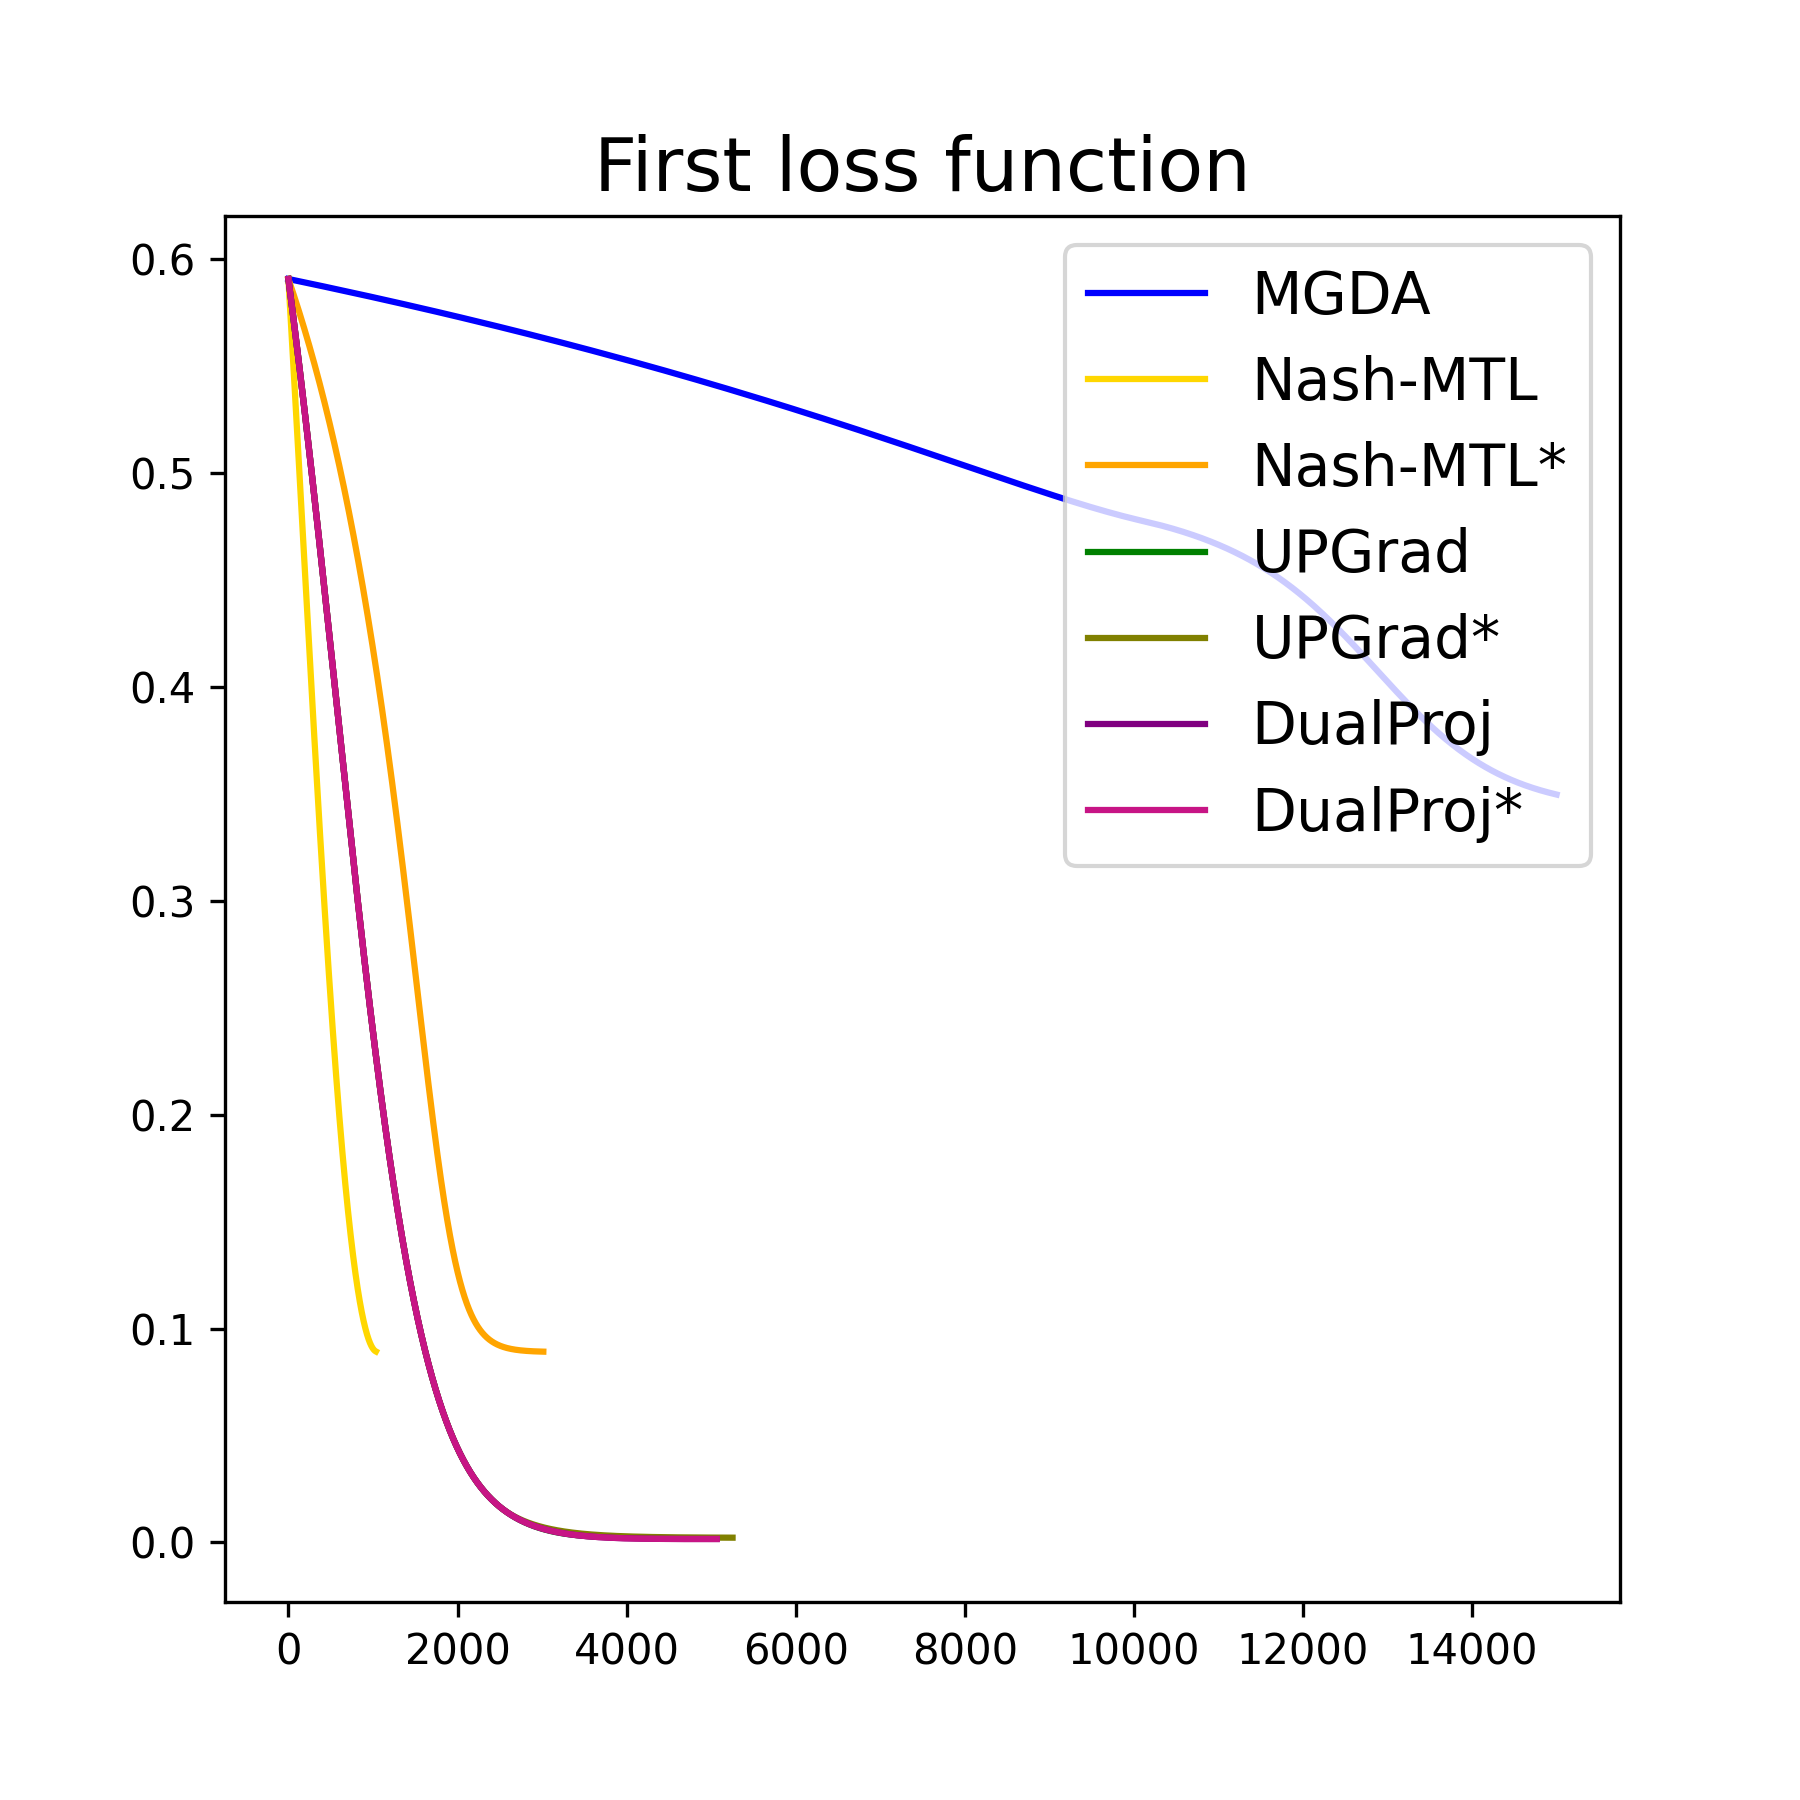 First loss function
0.6
0.5
0.4
0.3
0.2
0.1
0.0
MGDA
Nash-MTL
Nash-MTL*
UPGrad
UPGrad*
DualProj
DualProj*
0 2000 4000 6000 8000 10000 12000 14000